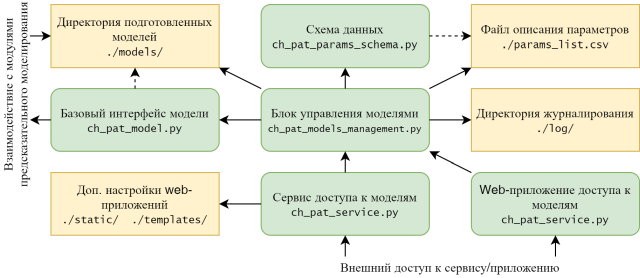 Взаимодействие с модулями
предсказательного моделирования
Директория подготовленных
моделей
./models/
Схема данных
ch_pat_params_schema.py
Файл описания параметров
./params_list.csv
Базовый интерфейс модели
ch_pat_model.py
Блок управления моделями
ch_pat_models_management.py
Директория журналирования
./log/
Доп. настройки web-
приложений
./static/ ./templates/
Сервис доступа к моделям
ch_pat_service.py
Web-приложение доступа к
моделям
ch_pat_service.py
Внешний доступ к сервису/приложению